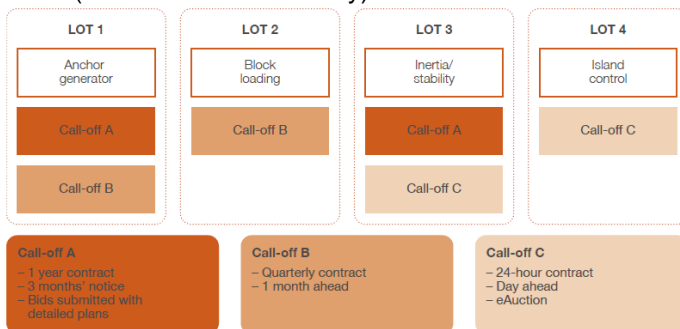 LOT 1
Anchor
generator
Call-off A
Call-off B
LOT 2
Block
loading
Call-off B
LOT 3
Inertia/
stability
Call-off A
Call-off C
LOT 4
Island
control
Call-off C
Call-off A
– 1 year contract
– 3 months’ notice
– Bids submitted with
detailed plans
Call-off B
– Quarterly contract
– 1 month ahead
Call-off C
– 24-hour contract
– Day ahead
– eAuction